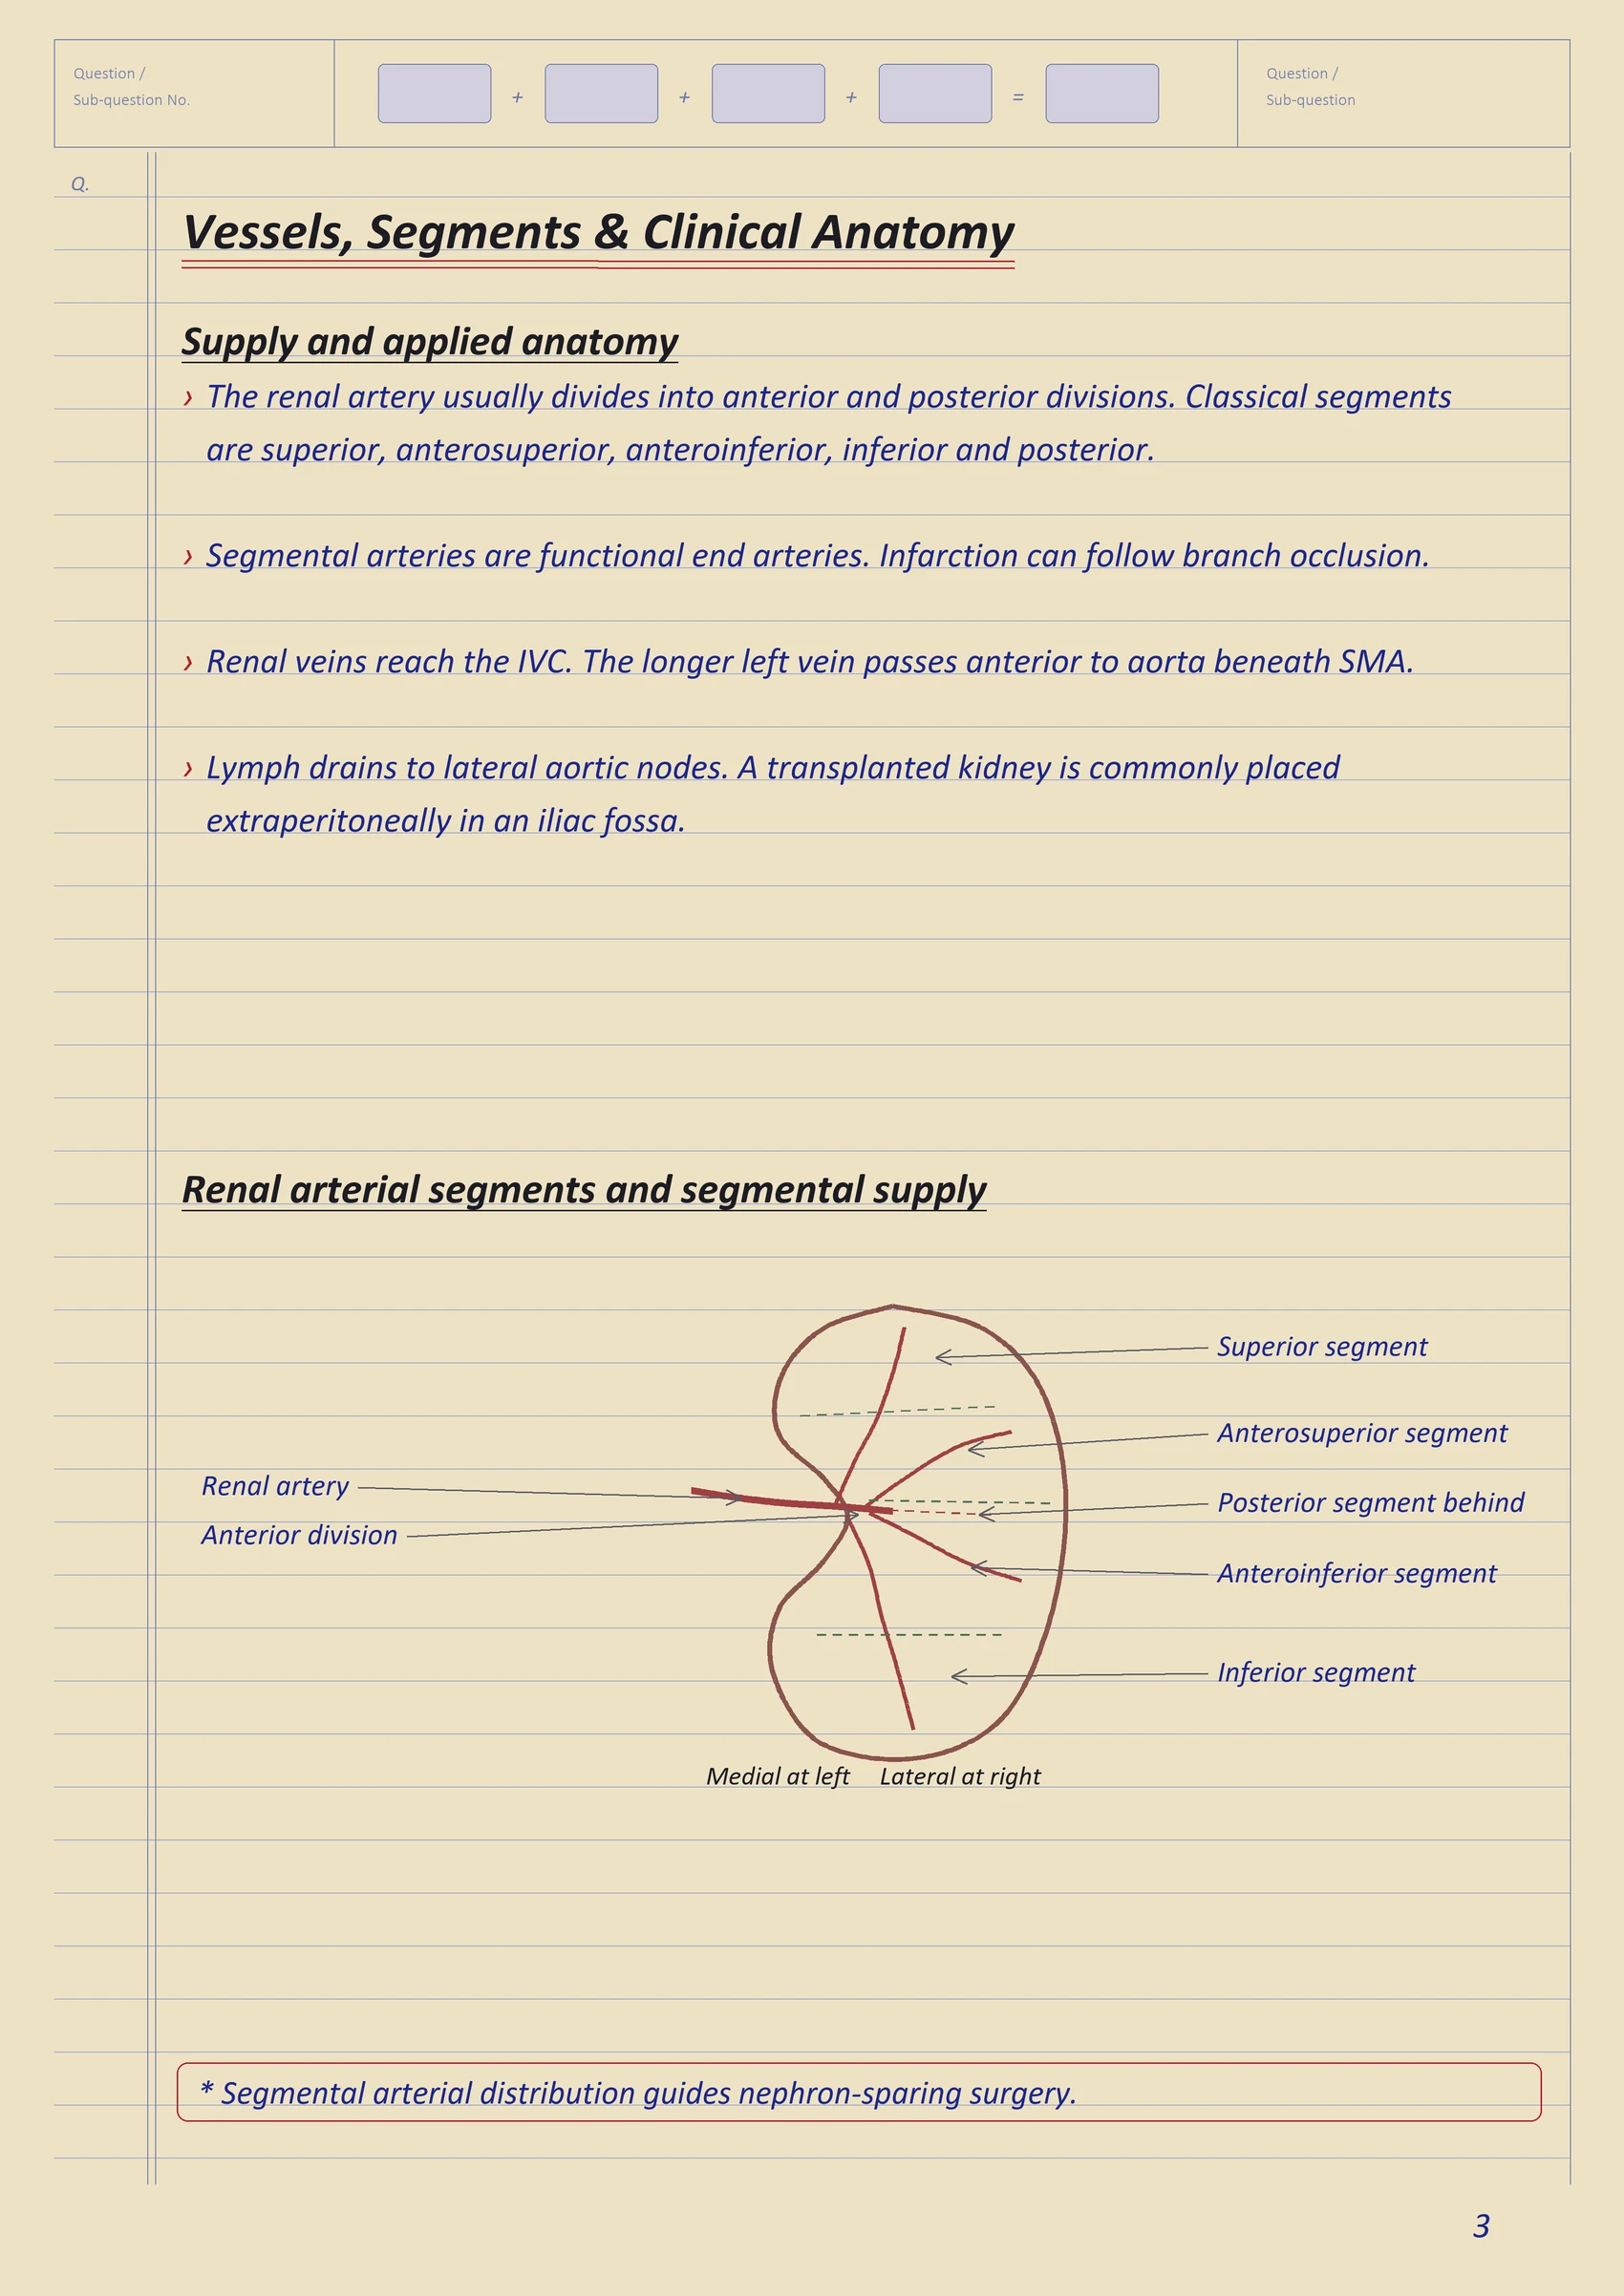 Question /
Sub-question No.
+ + + =
Question /
Sub-question
Q.
Vessels, Segments & Clinical Anatomy
Supply and applied anatomy
› The renal artery usually divides into anterior and posterior divisions. Classical segments
are superior, anterosuperior, anteroinferior, inferior and posterior.
› Segmental arteries are functional end arteries. Infarction can follow branch occlusion.
› Renal veins reach the IVC. The longer left vein passes anterior to aorta beneath SMA.
› Lymph drains to lateral aortic nodes. A transplanted kidney is commonly placed
extraperitoneally in an iliac fossa.
Renal arterial segments and segmental supply
Superior segment
Anterosuperior segment
Renal artery
Posterior segment behind
Anterior division
Anteroinferior segment
Inferior segment
Medial at left Lateral at right
* Segmental arterial distribution guides nephron-sparing surgery.
3